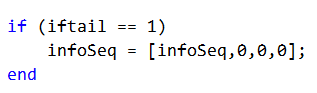 if (iftail == 1)
    infoSeq = [infoSeq,0,0,0];
end